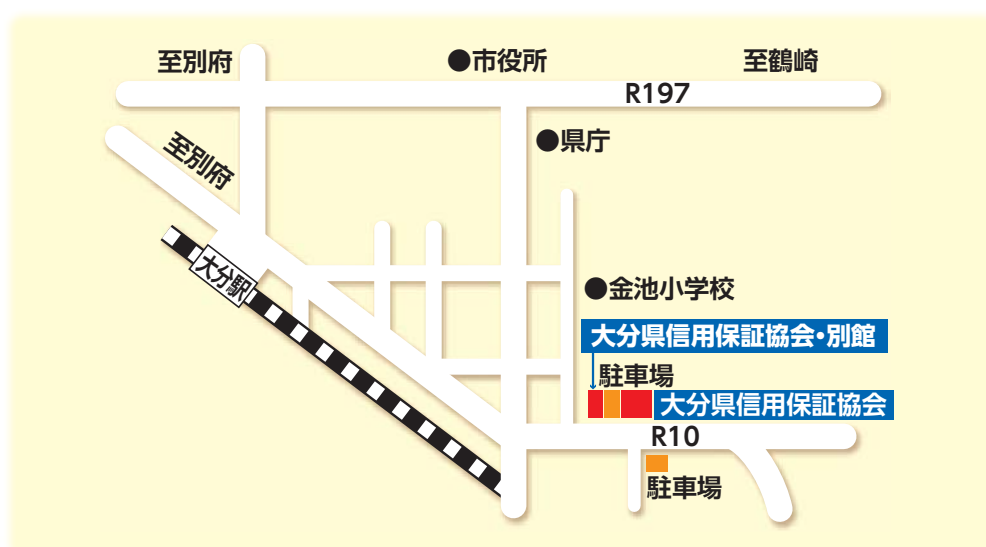 至別府
●市役所
至鶴崎
R197
●県庁
至別府
大分駅
●金池小学校
大分県信用保証協会・別館
駐車場
大分県信用保証協会
R10
駐車場